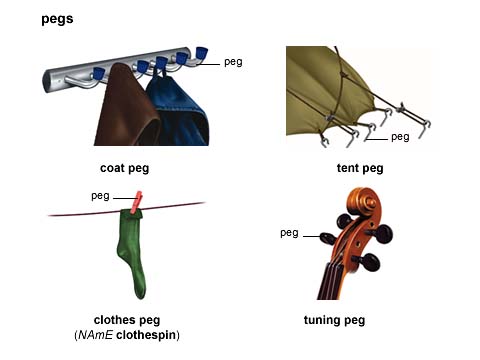 pegs
peg
coat peg
peg
tent peg
peg
clothes peg
(NAmE clothespin)
peg
tuning peg